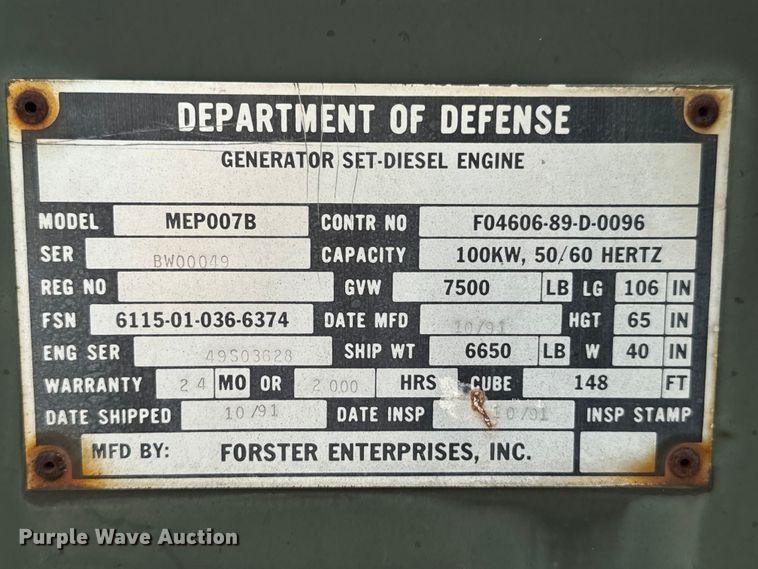 DEPARTMENT OF DEFENSE
GENERATOR SET-DIESEL ENGINE
MODEL MEP007B CONTR NO F04606-89-D-0096
SER BW00049 CAPACITY 100KW, 50/60 HERTZ
REG NO GVW 7500 LB LG 106 IN
FSN 6115-01-036-6374 DATE MFD 10/91 HGT 65 IN
ENG SER 49S03628 SHIP WT 6650 LB W 40 IN
WARRANTY 24 MO OR 2000 HRS CUBE 148 FT
DATE SHIPPED 10/91 DATE INSP 10/91 INSP STAMP
MFD BY: FORSTER ENTERPRISES, INC.
Purple Wave Auction